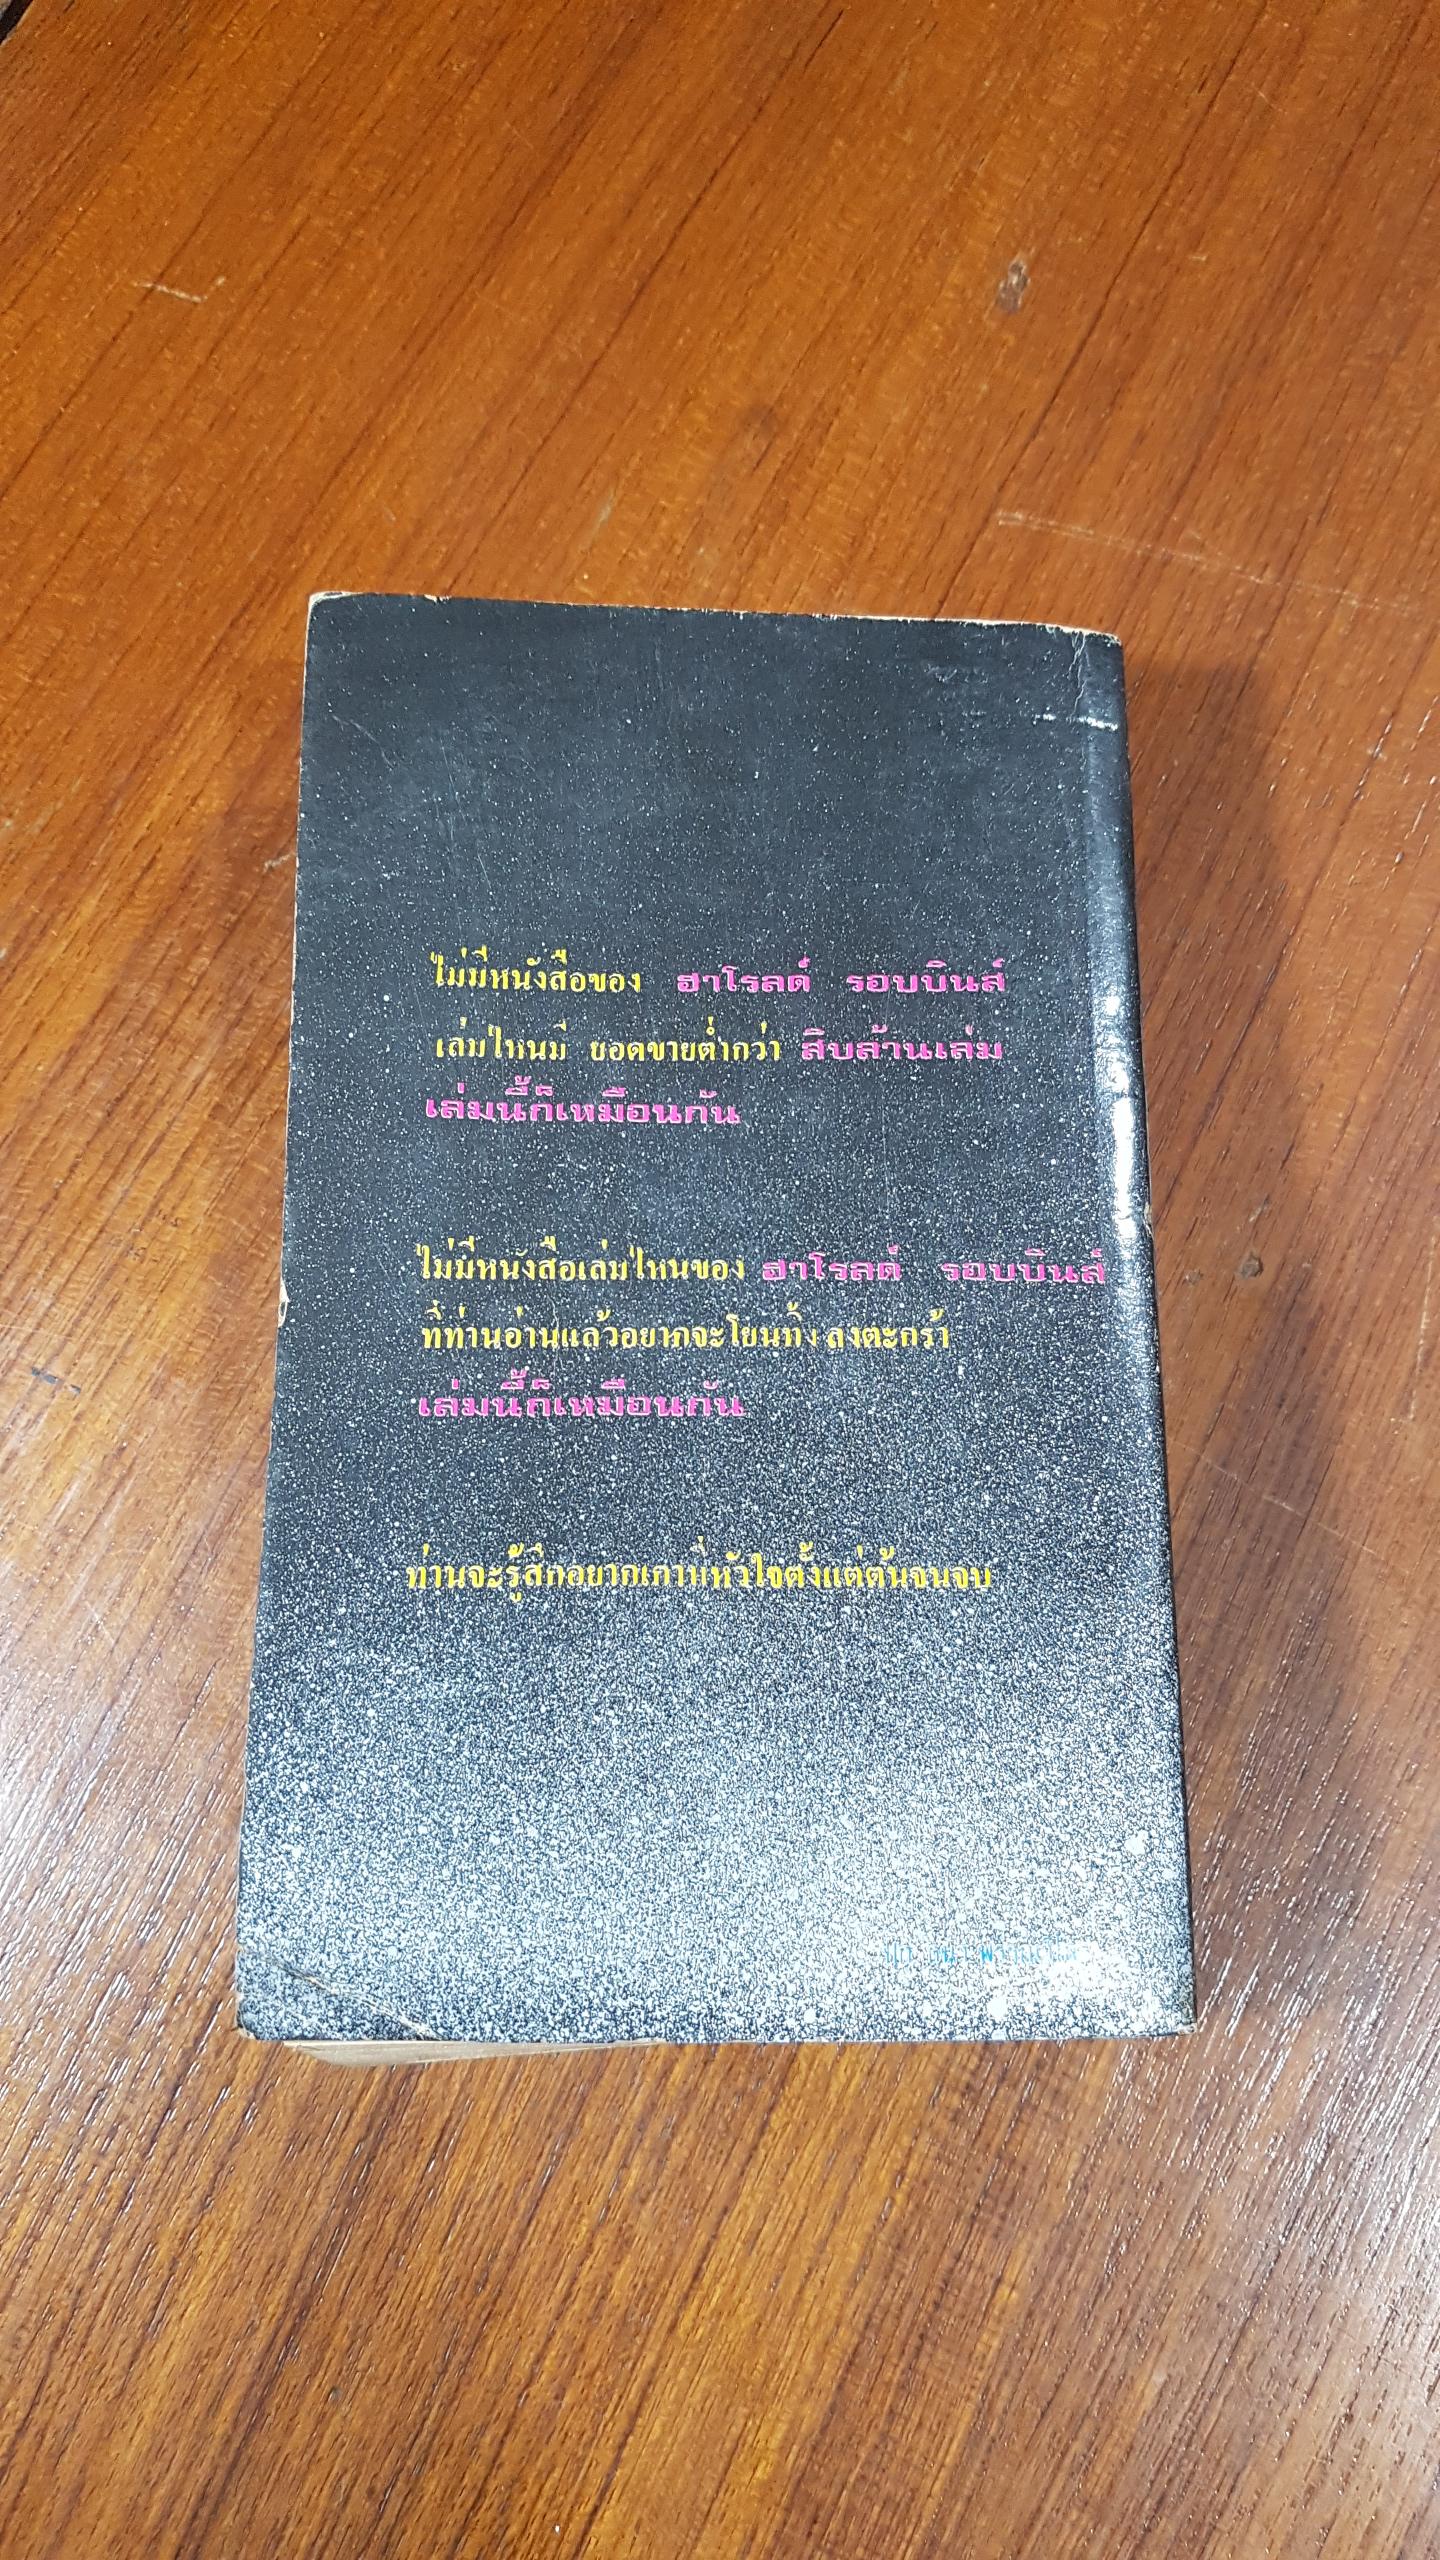 ไม่มีหนังสือของ ฮาโรลด์ รอบบินส์
เล่มไหนมี ยอดขายต่ำกว่า สิบล้านเล่ม
เล่มนี้ก็เหมือนกัน
ไม่มีหนังสือเล่มไหนของ ฮาโรลด์ รอบบินส์
ที่ท่านอ่านแล้วอยากจะโยนทิ้ง ลงตะกร้า
เล่มนี้ก็เหมือนกัน
ท่านจะรู้สึกอยากเกาที่หัวใจตั้งแต่ต้นจนจบ